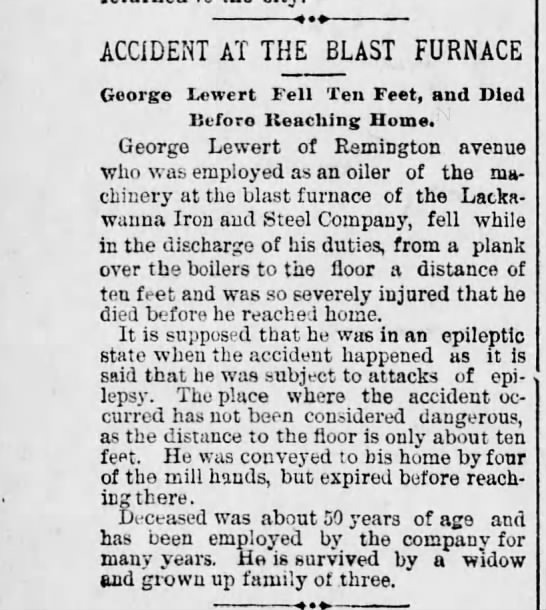 returned to the city.
ACCIDENT AT THE BLAST FURNACE
George Lewert Fell Ten Feet, and Died
Before Reaching Home.
George Lewert of Remington avenue
who was employed as an oiler of the ma-
chinery at the blast furnace of the Lacka-
wanna Iron and Steel Company, fell while
in the discharge of his duties, from a plank
over the boilers to the floor a distance of
ten feet and was so severely injured that he
died before he reached home.
It is supposed that he was in an epileptic
state when the accident happened as it is
said that he was subject to attacks of epi-
lepsy. The place where the accident oc-
curred has not been considered dangerous,
as the distance to the floor is only about ten
feet. He was conveyed to his home by four
of the mill hands, but expired before reach-
ing there.
Deceased was about 50 years of age and
has been employed by the company for
many years. He is survived by a widow
and grown up family of three.